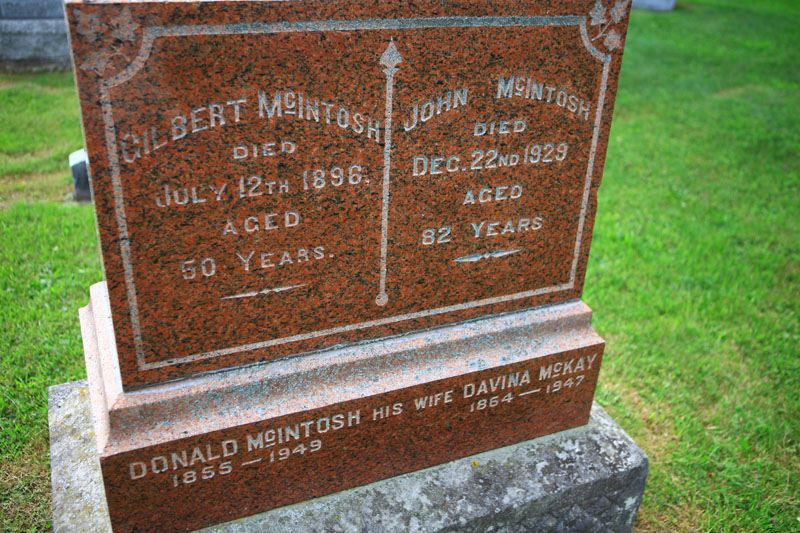 GILBERT McINTOSH
DIED
JULY 12TH 1896.
AGED
50 YEARS.
JOHN McINTOSH
DIED
DEC. 22ND 1929
AGED
82 YEARS
DONALD McINTOSH HIS WIFE DAVINA McKAY
1855 — 1949 1864 — 1947